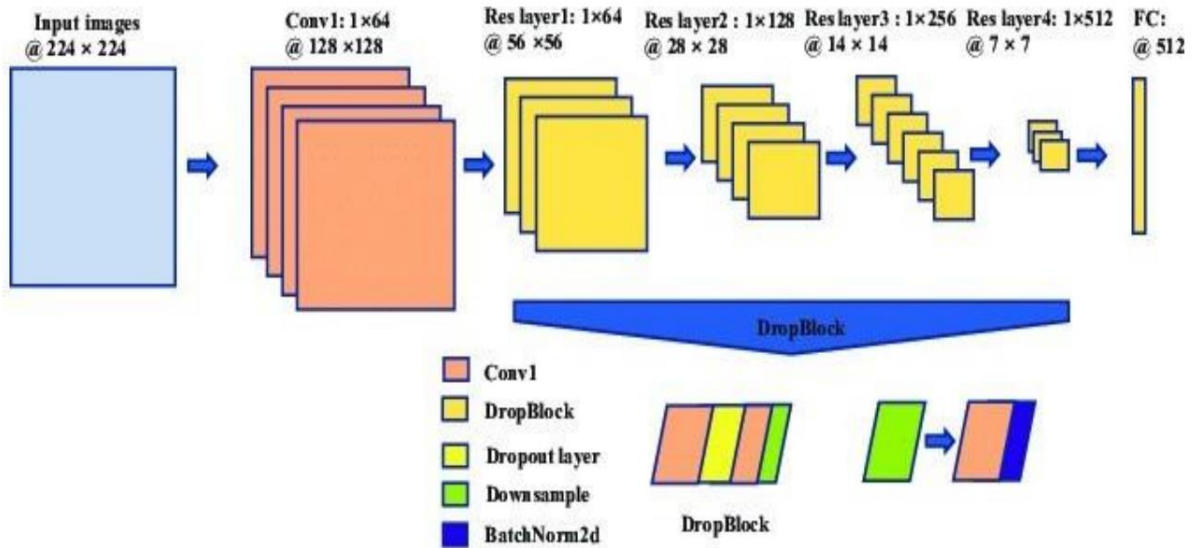 Input images
@ 224 × 224
Conv1: 1×64
@ 128 ×128
Res layer1: 1×64
@ 56 ×56
Res layer2 : 1×128
@ 28 × 28
Res layer3 : 1×256
@ 14 × 14
Res layer4: 1×512
@ 7 × 7
FC:
@ 512
DropBlock
Conv1
DropBlock
Dropout layer
Downsample
BatchNorm2d
DropBlock